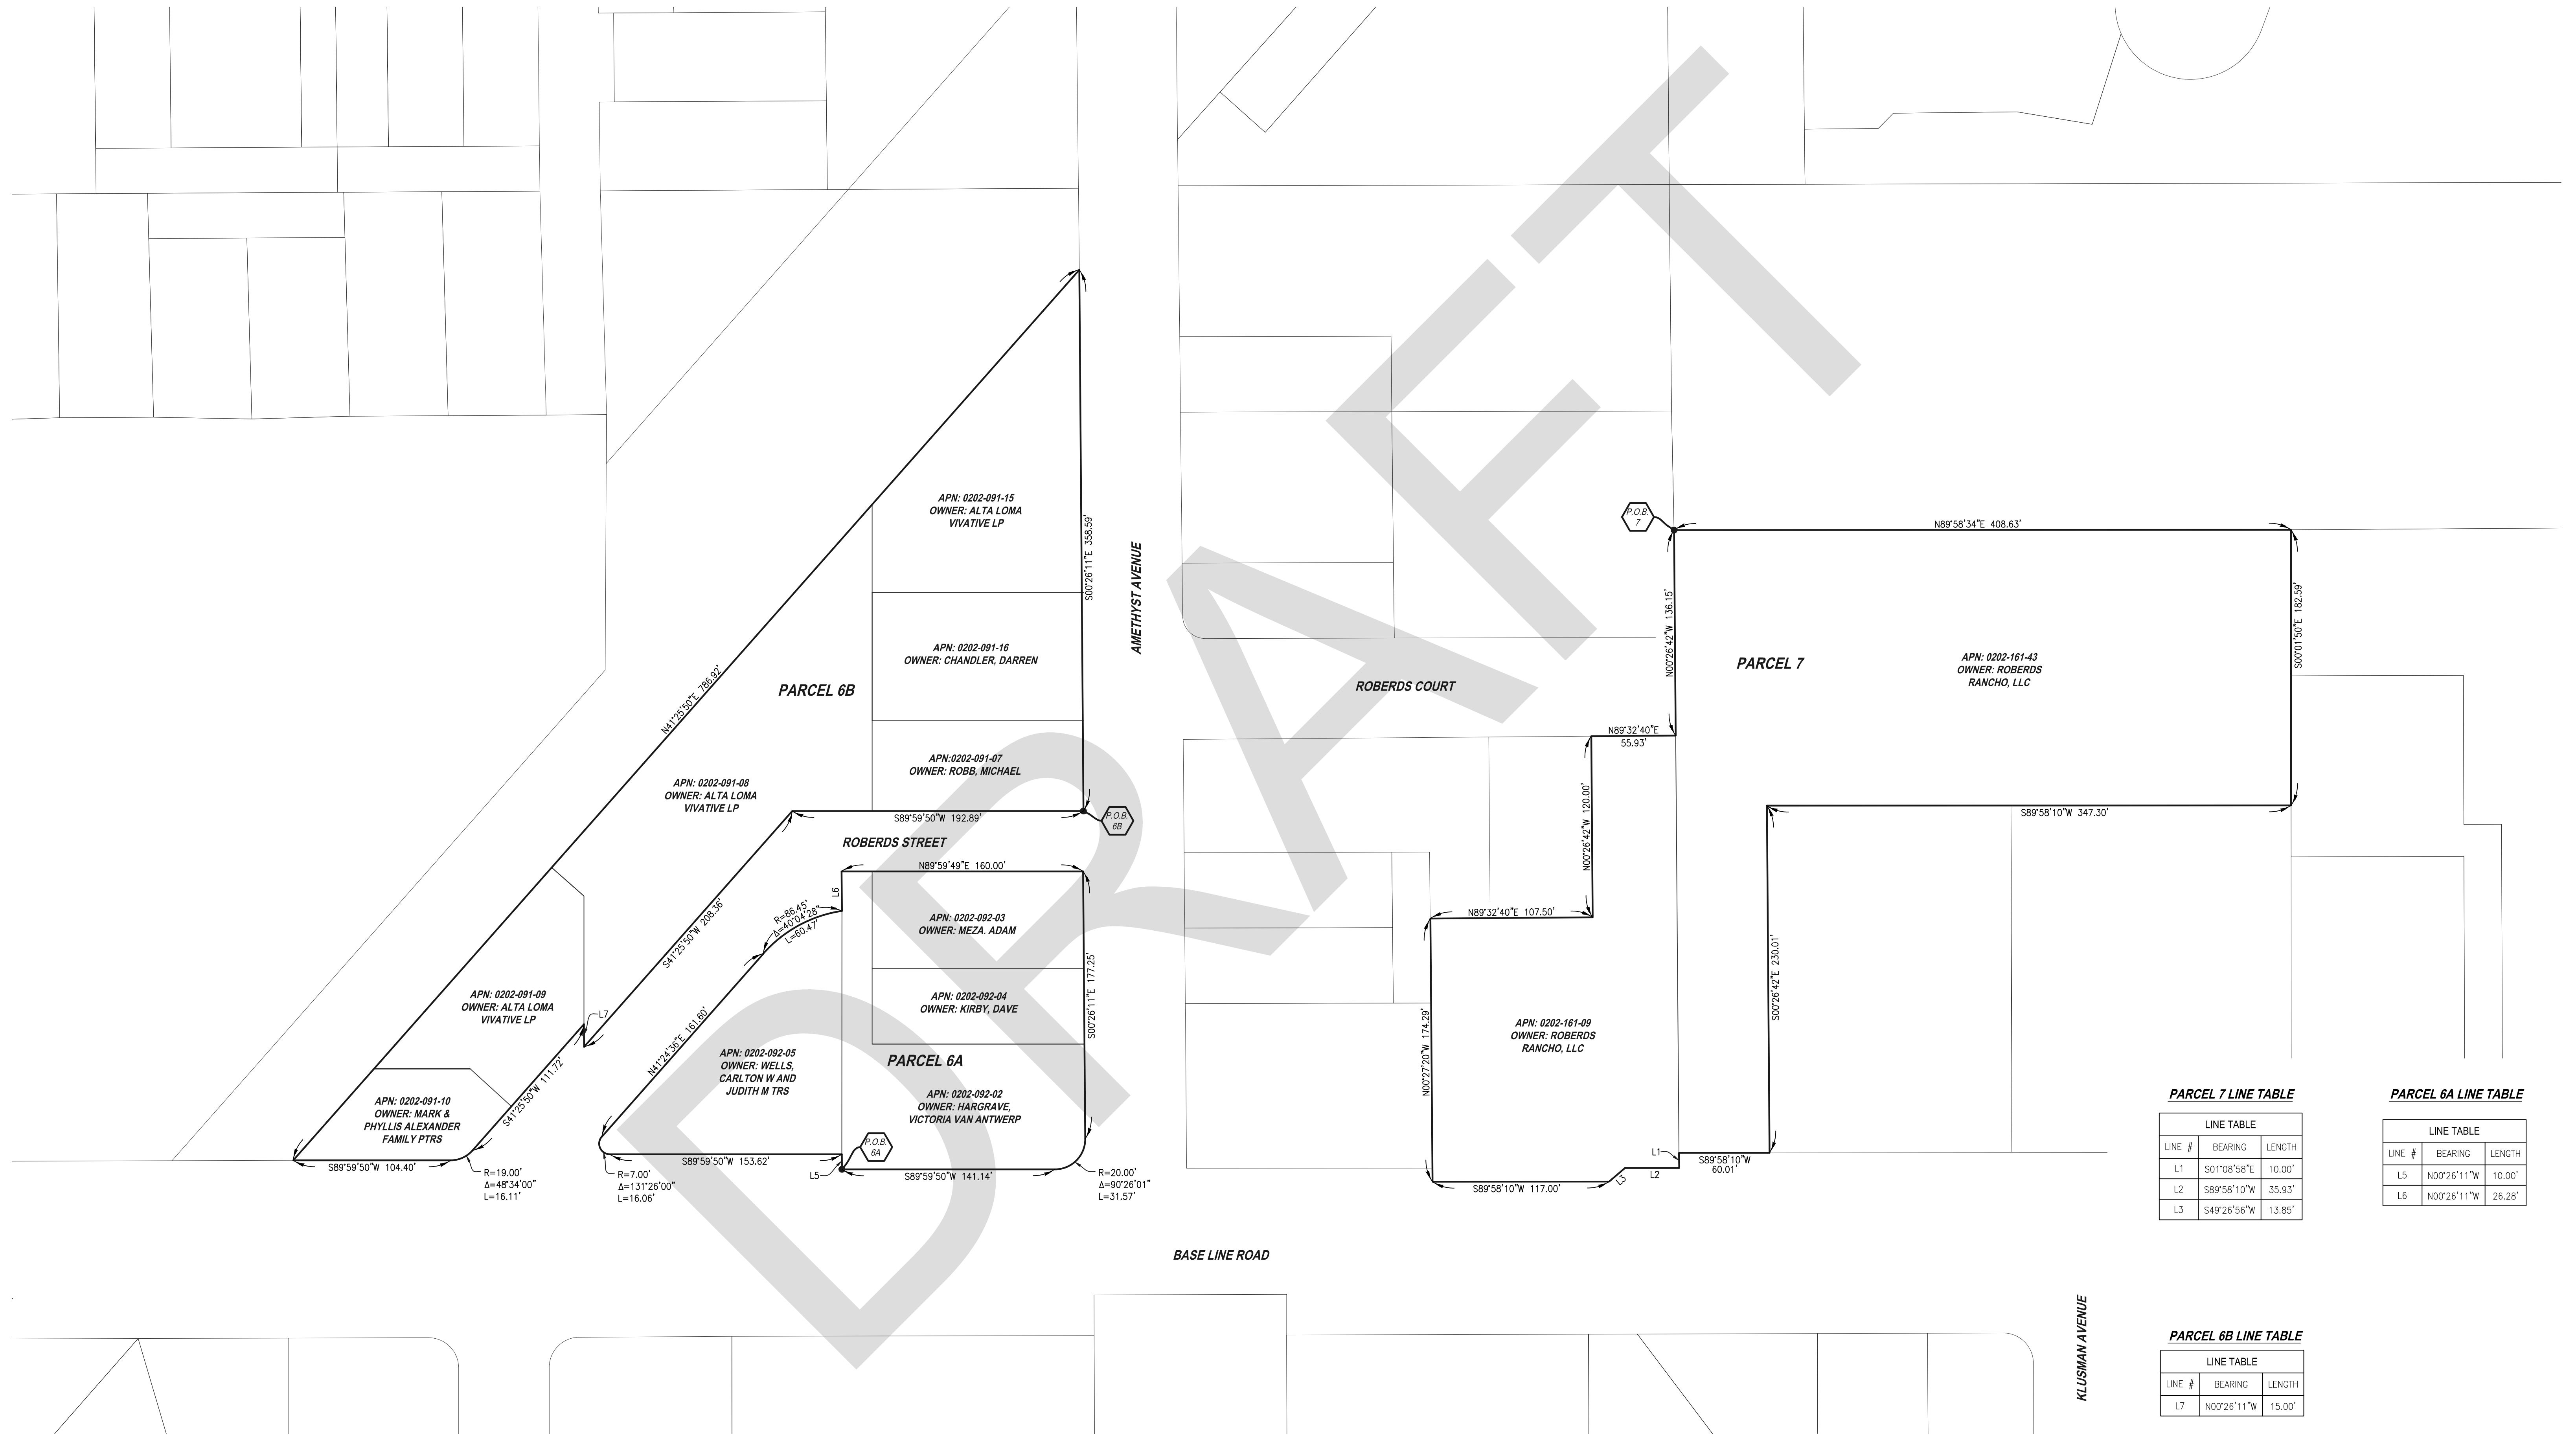 DRAFT
APN: 0202-091-15
OWNER: ALTA LOMA
VIVATIVE LP
S00°26'11"E 358.59'
AMETHYST AVENUE
APN: 0202-091-16
OWNER: CHANDLER, DARREN
PARCEL 6B
N41°25'50"E 786.92'
APN:0202-091-07
OWNER: ROBB, MICHAEL
APN: 0202-091-08
OWNER: ALTA LOMA
VIVATIVE LP
S89°59'50"W 192.89'
P.O.B.
6B
ROBERDS STREET
N89°59'49"E 160.00'
L6
R=86.45'
Δ=40°04'28"
L=60.47'
S41°25'50"W 208.36'
APN: 0202-092-03
OWNER: MEZA. ADAM
S00°26'11"E 177.25'
APN: 0202-092-04
OWNER: KIRBY, DAVE
APN: 0202-091-09
OWNER: ALTA LOMA
VIVATIVE LP
L7
N41°24'36"E 161.60'
APN: 0202-092-05
OWNER: WELLS,
CARLTON W AND
JUDITH M TRS
PARCEL 6A
APN: 0202-092-02
OWNER: HARGRAVE,
VICTORIA VAN ANTWERP
S41°25'50"W 111.72'
APN: 0202-091-10
OWNER: MARK &
PHYLLIS ALEXANDER
FAMILY PTRS
S89°59'50"W 104.40'
R=19.00'
Δ=48°34'00"
L=16.11'
S89°59'50"W 153.62'
R=7.00'
Δ=131°26'00"
L=16.06'
P.O.B.
6A
L5
S89°59'50"W 141.14'
R=20.00'
Δ=90°26'01"
L=31.57'
P.O.B.
7
N89°58'34"E 408.63'
N00°26'42"W 136.15'
S00°01'50"E 182.59'
PARCEL 7
APN: 0202-161-43
OWNER: ROBERDS
RANCHO, LLC
ROBERDS COURT
N89°32'40"E
55.93'
N00°26'42"W 120.00'
S89°58'10"W 347.30'
N89°32'40"E 107.50'
S00°26'42"E 230.01'
N00°27'20"W 174.29'
APN: 0202-161-09
OWNER: ROBERDS
RANCHO, LLC
L1
S89°58'10"W
60.01'
L2
L3
S89°58'10"W 117.00'
BASE LINE ROAD
KLUSMAN AVENUE
PARCEL 7 LINE TABLE
LINE TABLE
LINE # BEARING LENGTH
L1 S01°08'58"E 10.00'
L2 S89°58'10"W 35.93'
L3 S49°26'56"W 13.85'
PARCEL 6A LINE TABLE
LINE TABLE
LINE # BEARING LENGTH
L5 N00°26'11"W 10.00'
L6 N00°26'11"W 26.28'
PARCEL 6B LINE TABLE
LINE TABLE
LINE # BEARING LENGTH
L7 N00°26'11"W 15.00'